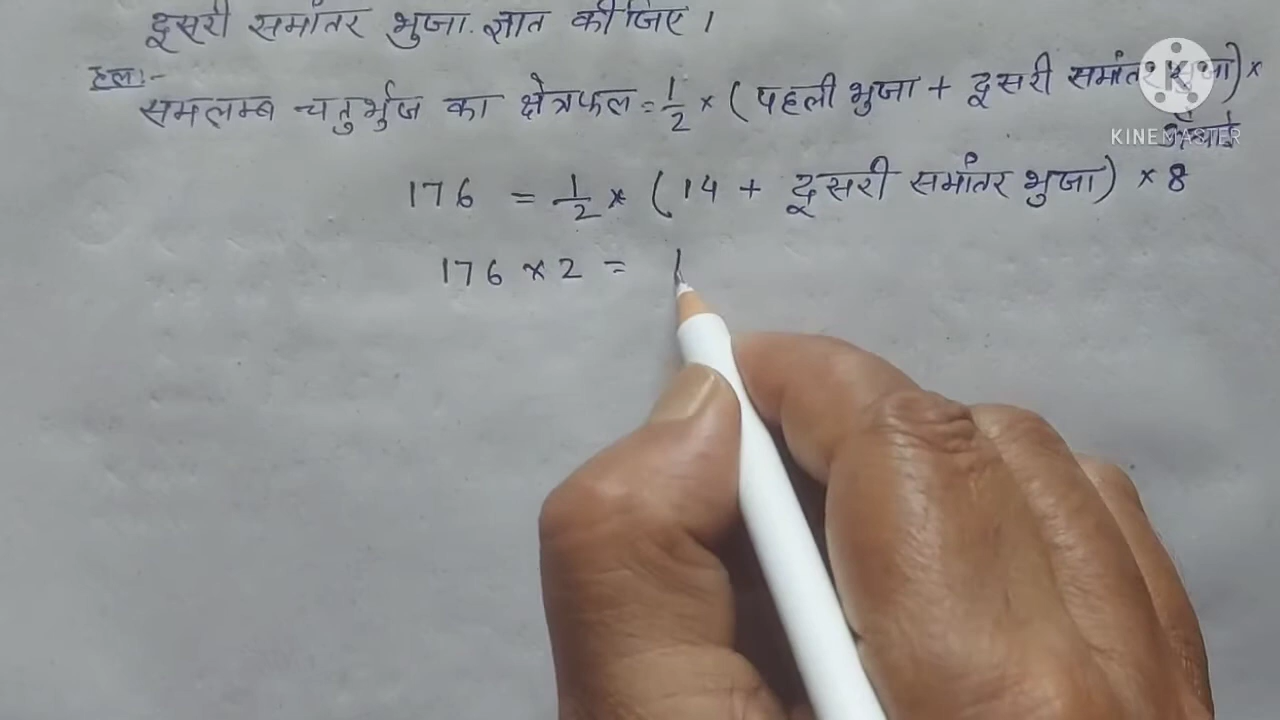 दूसरी समांतर भुजा ज्ञात कीजिए।
हल:-
समलम्ब चतुर्भुज का क्षेत्रफल = 1/2 × (पहली भुजा + दूसरी समांतर भुजा) ×
ऊँचाई
176 = 1/2 × (14 + दूसरी समांतर भुजा) × 8
176 × 2 =
KINEMASTER